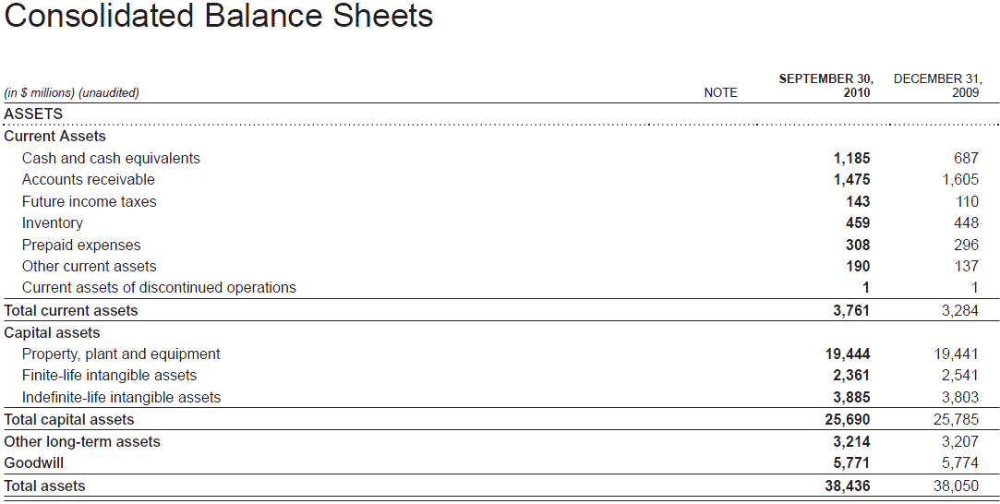 Consolidated Balance Sheets
SEPTEMBER 30, DECEMBER 31,
(in $ millions) (unaudited) NOTE 2010 2009
ASSETS
Current Assets
Cash and cash equivalents 1,185 687
Accounts receivable 1,475 1,605
Future income taxes 143 110
Inventory 459 448
Prepaid expenses 308 296
Other current assets 190 137
Current assets of discontinued operations 1 1
Total current assets 3,761 3,284
Capital assets
Property, plant and equipment 19,444 19,441
Finite-life intangible assets 2,361 2,541
Indefinite-life intangible assets 3,885 3,803
Total capital assets 25,690 25,785
Other long-term assets 3,214 3,207
Goodwill 5,771 5,774
Total assets 38,436 38,050